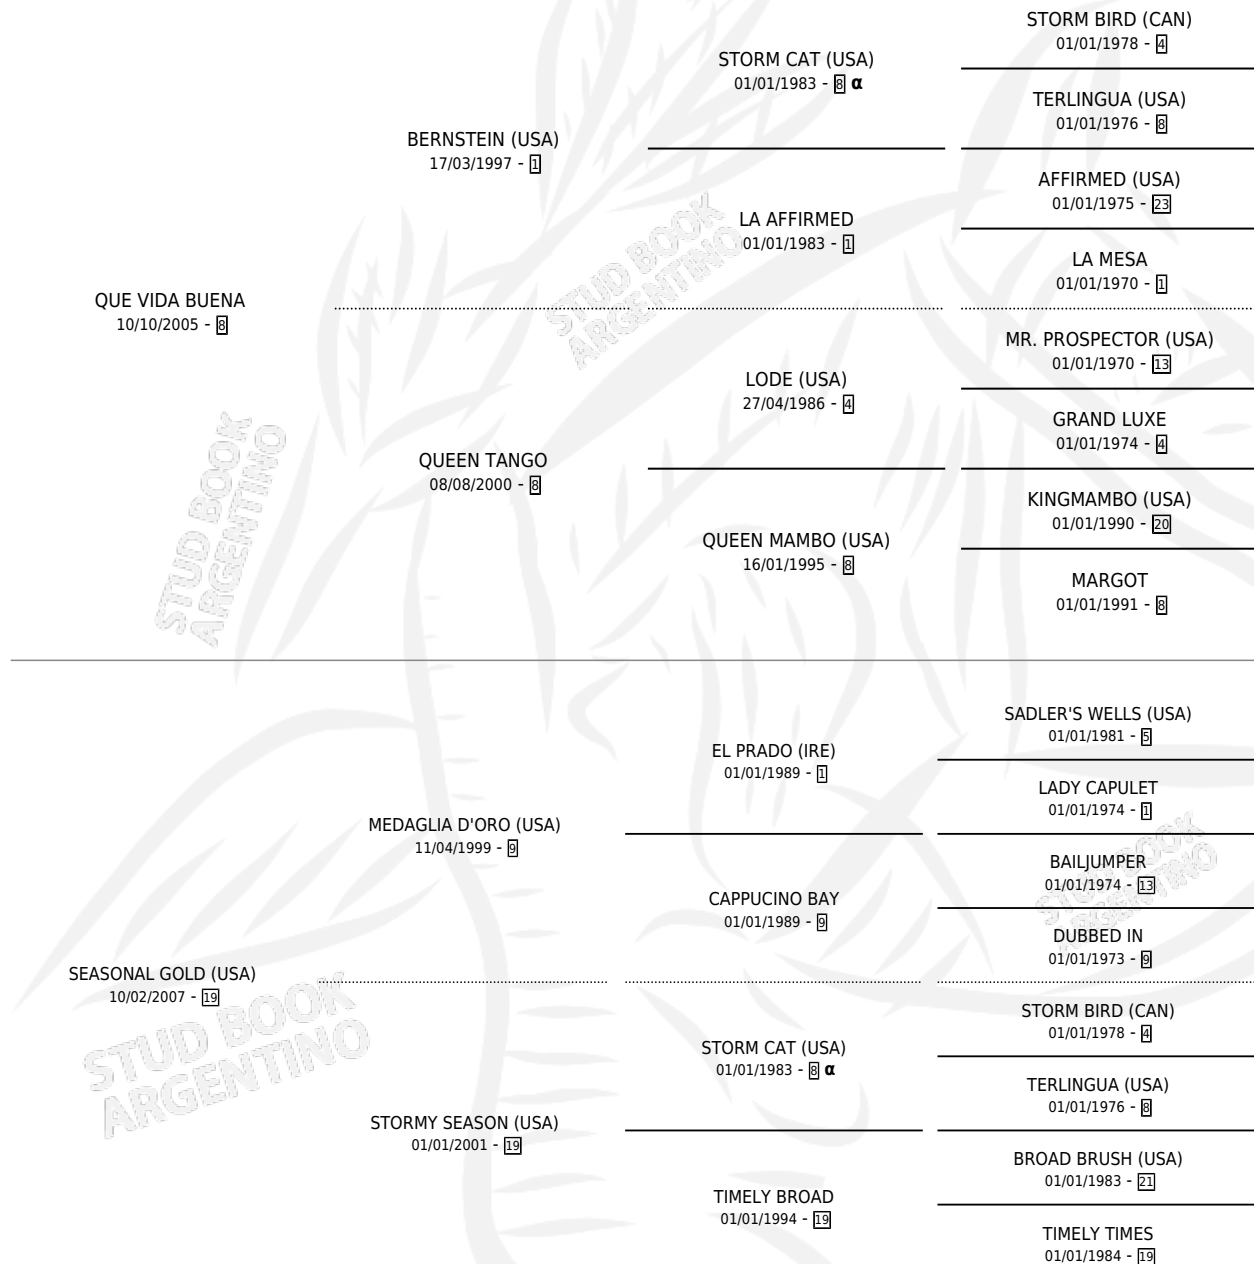 STORM BIRD (CAN)
01/01/1978 - 4
STORM CAT (USA)
01/01/1983 - 8 α
TERLINGUA (USA)
01/01/1976 - 8
BERNSTEIN (USA)
17/03/1997 - 1
AFFIRMED (USA)
01/01/1975 - 23
LA AFFIRMED
01/01/1983 - 1
LA MESA
01/01/1970 - 1
QUE VIDA BUENA
10/10/2005 - 8
MR. PROSPECTOR (USA)
01/01/1970 - 13
LODE (USA)
27/04/1986 - 4
GRAND LUXE
01/01/1974 - 4
QUEEN TANGO
08/08/2000 - 8
KINGMAMBO (USA)
01/01/1990 - 20
QUEEN MAMBO (USA)
16/01/1995 - 8
MARGOT
01/01/1991 - 8
SADLER'S WELLS (USA)
01/01/1981 - 5
EL PRADO (IRE)
01/01/1989 - 1
LADY CAPULET
01/01/1974 - 1
MEDAGLIA D'ORO (USA)
11/04/1999 - 9
BAILJUMPER
01/01/1974 - 13
CAPPUCINO BAY
01/01/1989 - 9
DUBBED IN
01/01/1973 - 9
SEASONAL GOLD (USA)
10/02/2007 - 19
STORM BIRD (CAN)
01/01/1978 - 4
STORM CAT (USA)
01/01/1983 - 8 α
TERLINGUA (USA)
01/01/1976 - 8
STORMY SEASON (USA)
01/01/2001 - 19
BROAD BRUSH (USA)
01/01/1983 - 21
TIMELY BROAD
01/01/1994 - 19
TIMELY TIMES
01/01/1984 - 19
STUD BOOK
ARGENTINO
STUD BOOK
ARGENTINO
STUD BOOK
ARGENTINO
STUD BOOK
ARGENTINO